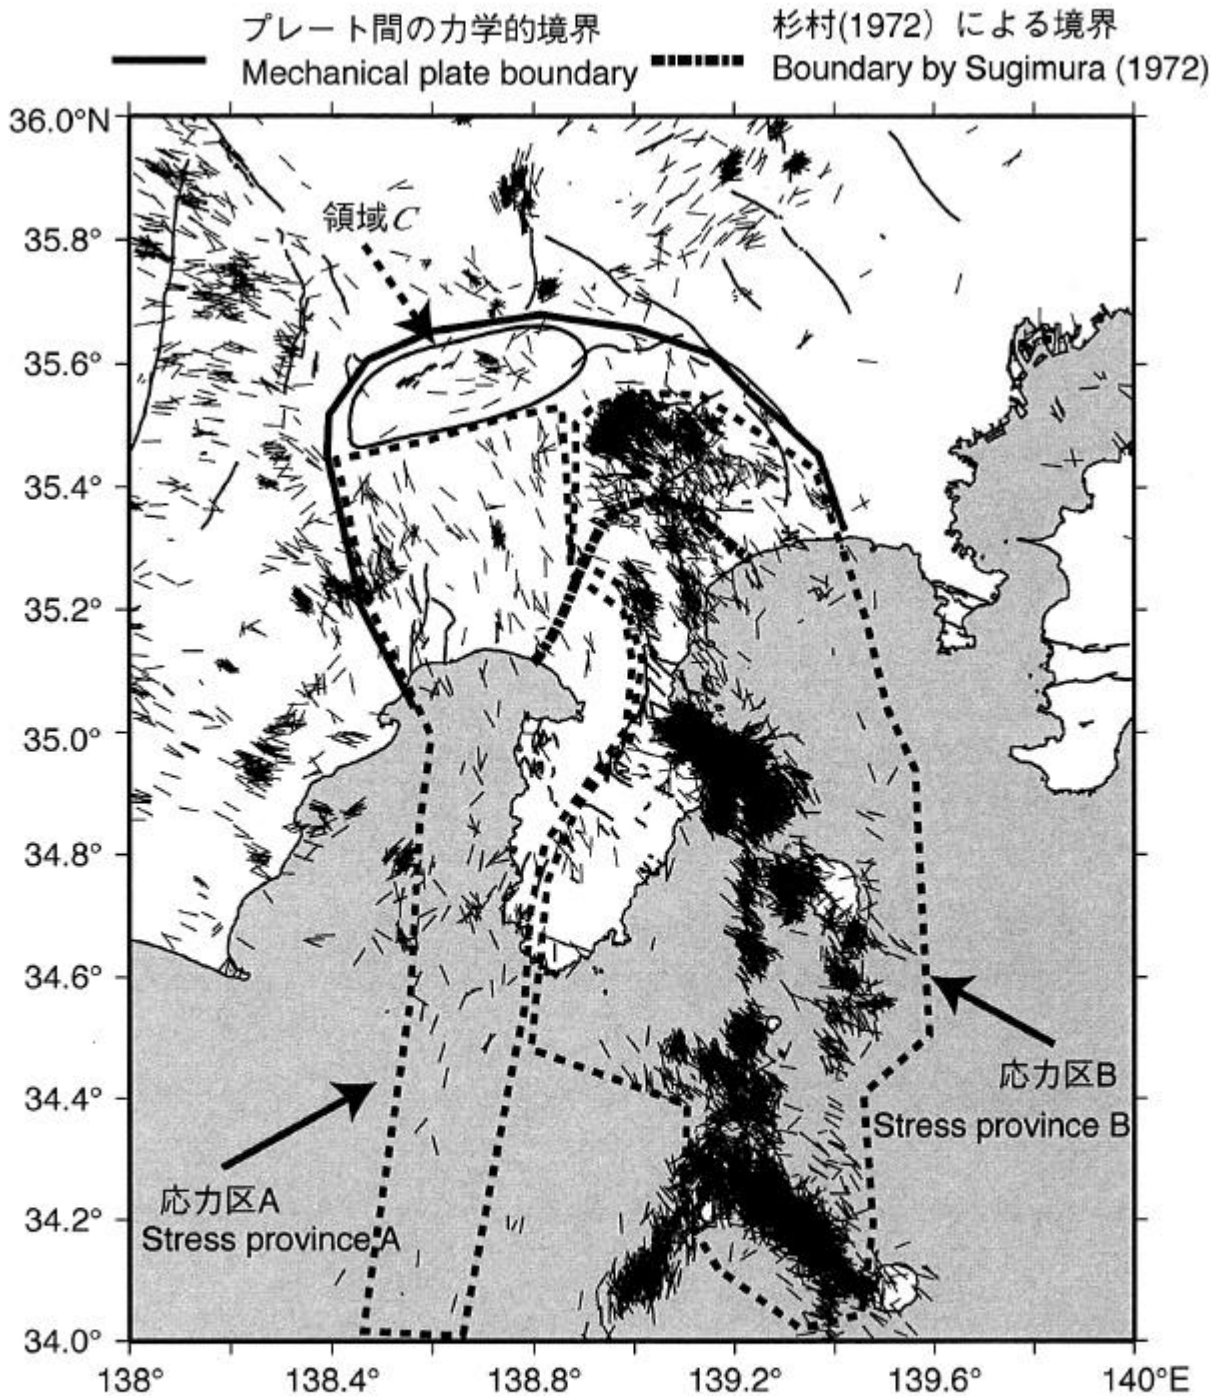 プレート間の力学的境界
Mechanical plate boundary
杉村(1972）による境界
Boundary by Sugimura (1972)
36.0°N
領域C
35.8°
35.6°
35.4°
35.2°
35.0°
34.8°
34.6°
34.4°
34.2°
34.0°
応力区B
Stress province B
応力区A
Stress province A
138°
138.4°
138.8°
139.2°
139.6°
140°E